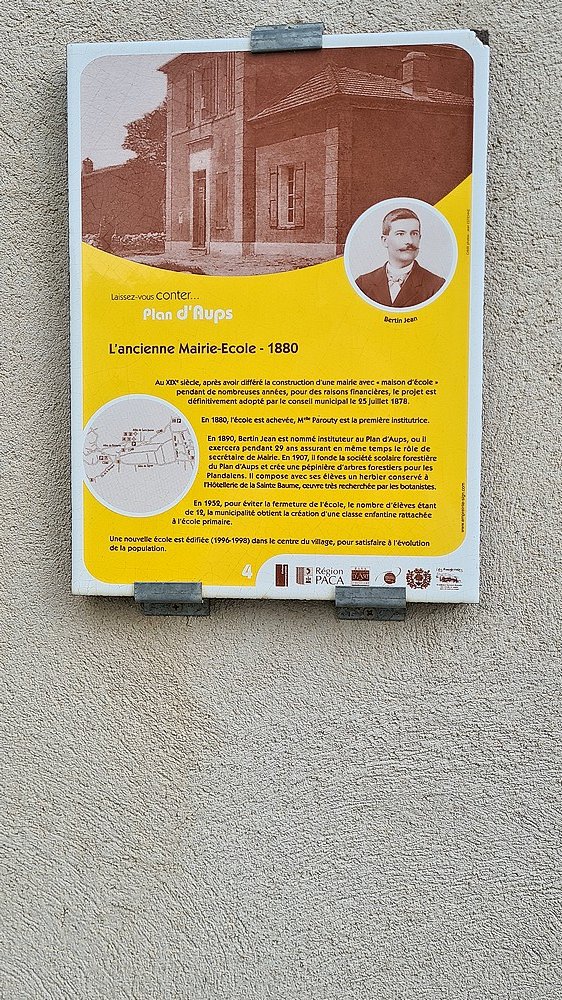 Bertin Jean
Laissez-vous conter...
Plan d'Aups
L'ancienne Mairie-Ecole - 1880
Au XIXe siècle, après avoir différé la construction d'une mairie avec « maison d'école »
pendant de nombreuses années, pour des raisons financières, le projet est
définitivement adopté par le conseil municipal le 25 juillet 1878.
En 1880, l'école est achevée, Melle Parouty est la première institutrice.
En 1890, Bertin Jean est nommé instituteur au Plan d'Aups, ou il
exercera pendant 29 ans assurant en même temps le rôle de
secrétaire de Mairie. En 1907, il fonde la société scolaire forestière
du Plan d'Aups et crée une pépinière d'arbres forestiers pour les
Plandalens. Il compose avec ses élèves un herbier conservé à
l'Hôtellerie de la Sainte Baume, œuvre très recherchée par les botanistes.
En 1952, pour éviter la fermeture de l'école, le nombre d'élèves étant
de 12, la municipalité obtient la création d'une classe enfantine rattachée
à l'école primaire.
Une nouvelle école est édifiée (1996-1998) dans le centre du village, pour satisfaire à l'évolution
de la population.
4
Région
PACA